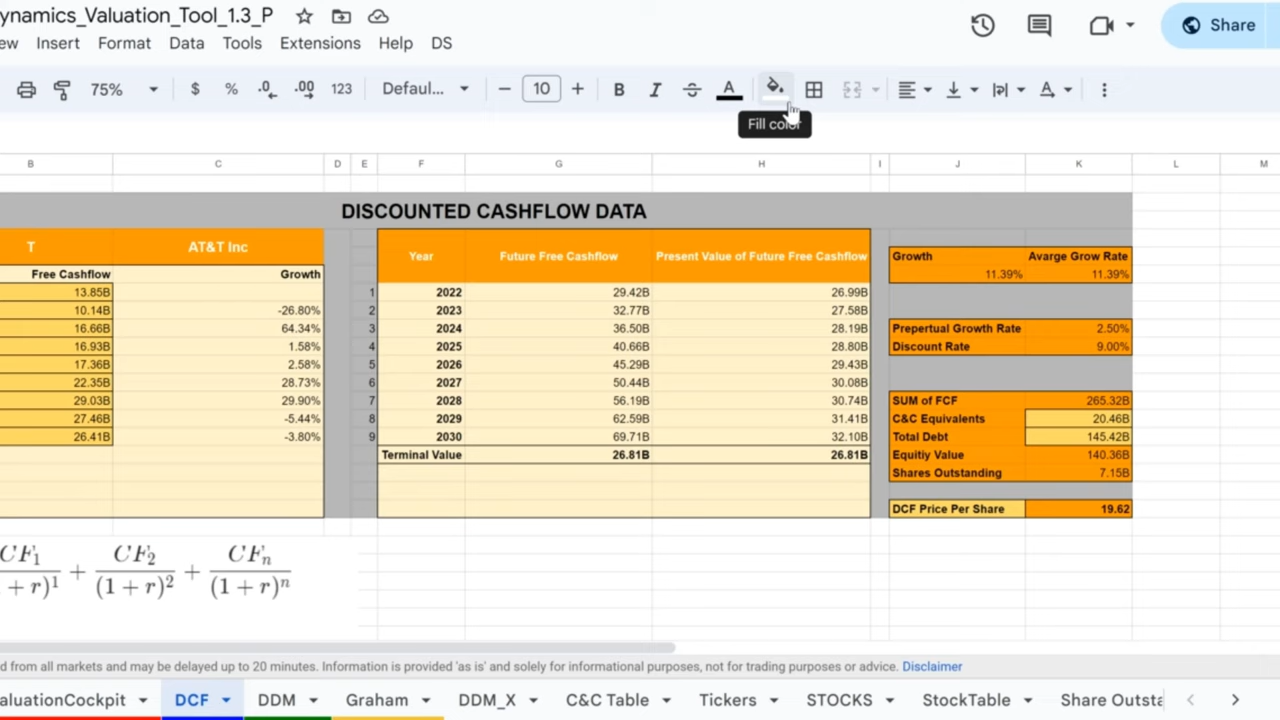 ynamics_Valuation_Tool_1.3_P
Share
ew Insert Format Data Tools Extensions Help DS
75% $ % .0 .00 123 Defaul... − 10 + B I S A
Fill color
B C D E F G H I J K L M
DISCOUNTED CASHFLOW DATA
T AT&T Inc Year Future Free Cashflow Present Value of Future Free Cashflow Growth Avarge Grow Rate
Free Cashflow Growth 11.39% 11.39%
13.85B 1 2022 29.42B 26.99B
10.14B -26.80% 2 2023 32.77B 27.58B
16.66B 64.34% 3 2024 36.50B 28.19B Prepertual Growth Rate 2.50%
16.93B 1.58% 4 2025 40.66B 28.80B Discount Rate 9.00%
17.36B 2.58% 5 2026 45.29B 29.43B
22.35B 28.73% 6 2027 50.44B 30.08B
29.03B 29.90% 7 2028 56.19B 30.74B SUM of FCF 265.32B
27.46B -5.44% 8 2029 62.59B 31.41B C&C Equivalents 20.46B
26.41B -3.80% 9 2030 69.71B 32.10B Total Debt 145.42B
Terminal Value 26.81B 26.81B Equitiy Value 140.36B
Shares Outstanding 7.15B
DCF Price Per Share 19.62
CF₁ CF₂ CFₙ
+ r)¹ + (1 + r)² + (1 + r)ⁿ
d from all markets and may be delayed up to 20 minutes. Information is provided 'as is' and solely for informational purposes, not for trading purposes or advice. Disclaimer
aluationCockpit DCF DDM Graham DDM_X C&C Table Tickers STOCKS StockTable Share Outsta